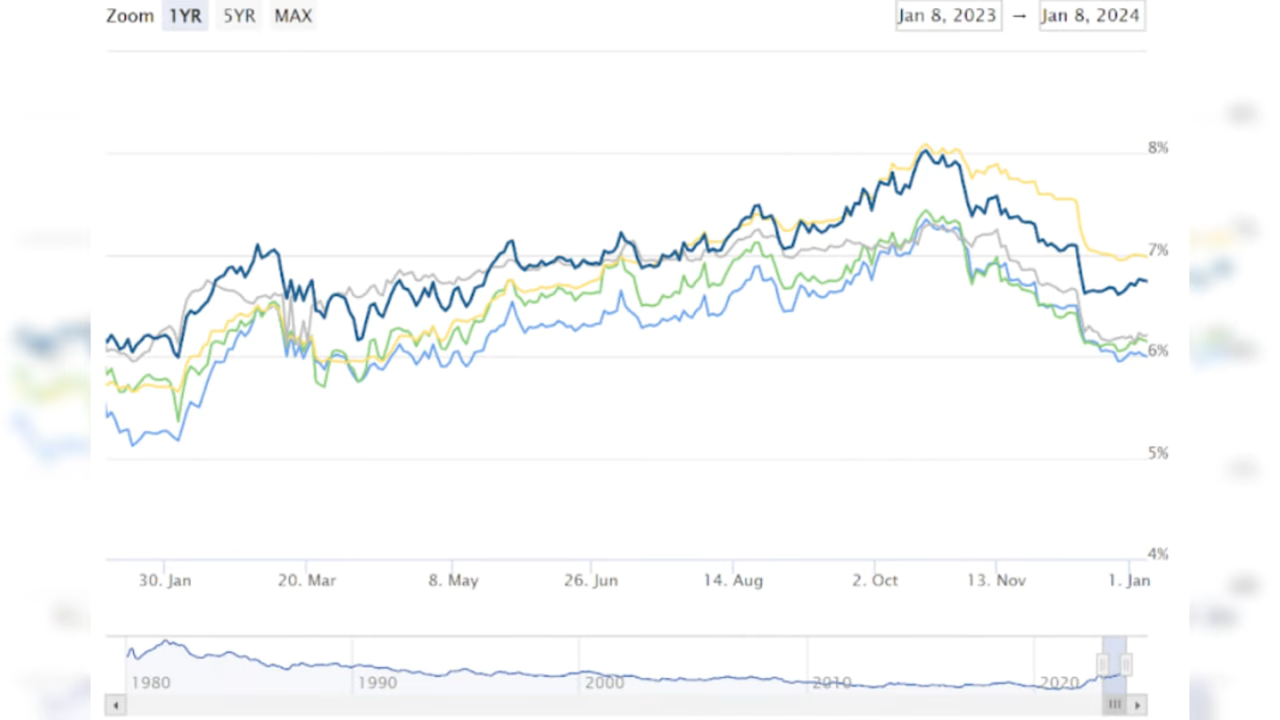 Zoom 1YR 5YR MAX Jan 8, 2023 → Jan 8, 2024
8%
7%
6%
5%
4%
30. Jan 20. Mar 8. May 26. Jun 14. Aug 2. Oct 13. Nov 1. Jan
1980 1990 2000 2010 2020